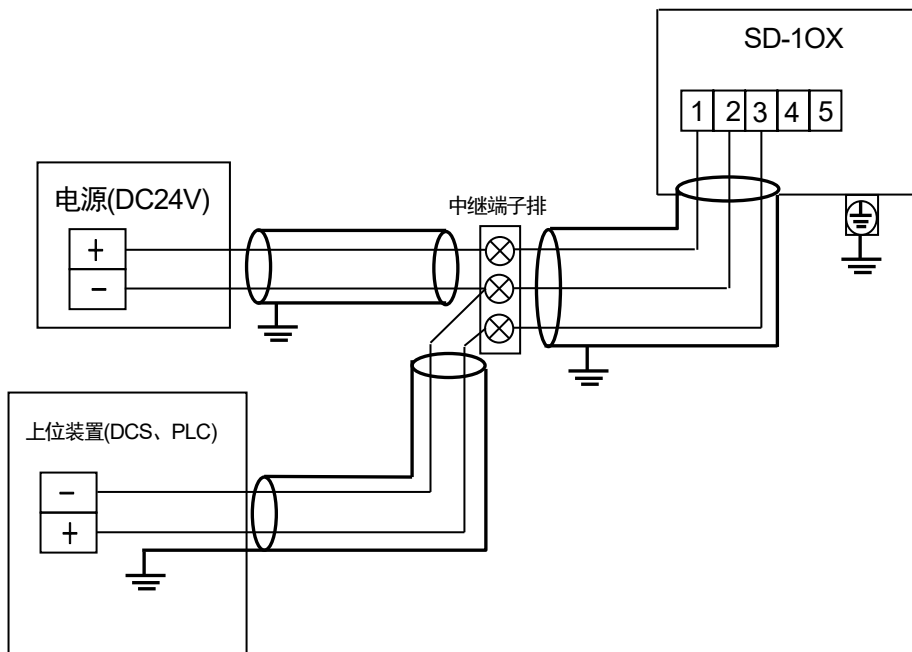 SD-1OX
1 2 3 4 5
电源(DC24V)
+
-
中继端子排
上位装置(DCS、PLC)
-
+